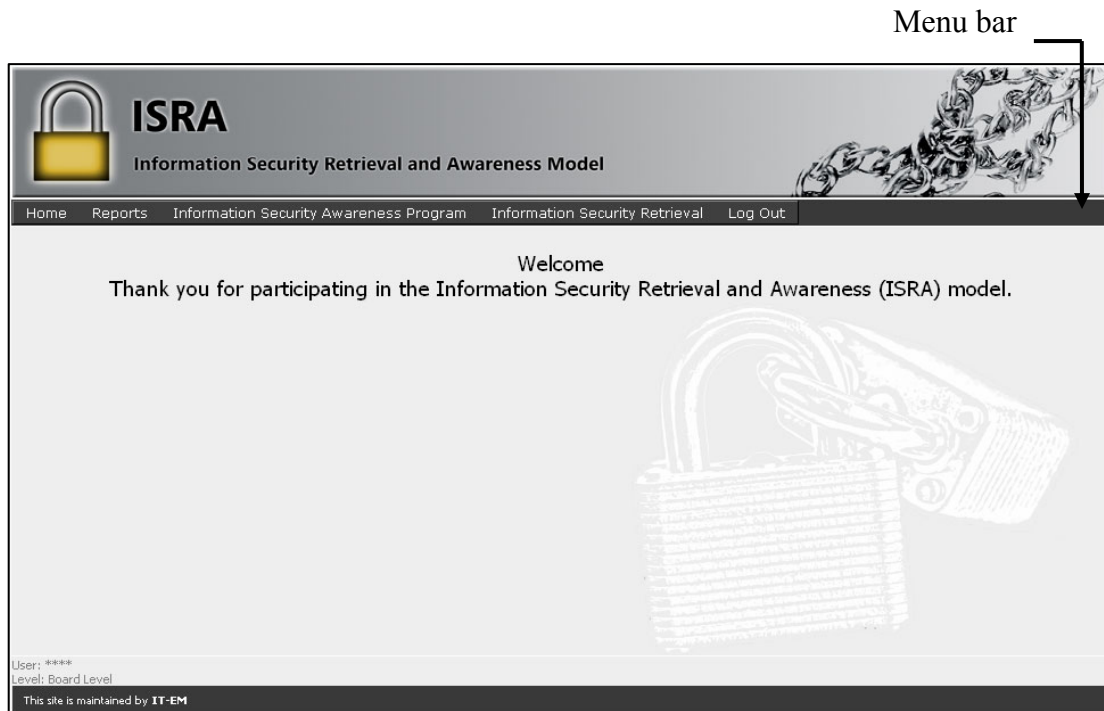 Menu bar
ISRA
Information Security Retrieval and Awareness Model
Home Reports Information Security Awareness Program Information Security Retrieval Log Out
Welcome
Thank you for participating in the Information Security Retrieval and Awareness (ISRA) model.
User: ****
Level: Board Level
This site is maintained by IT-EM